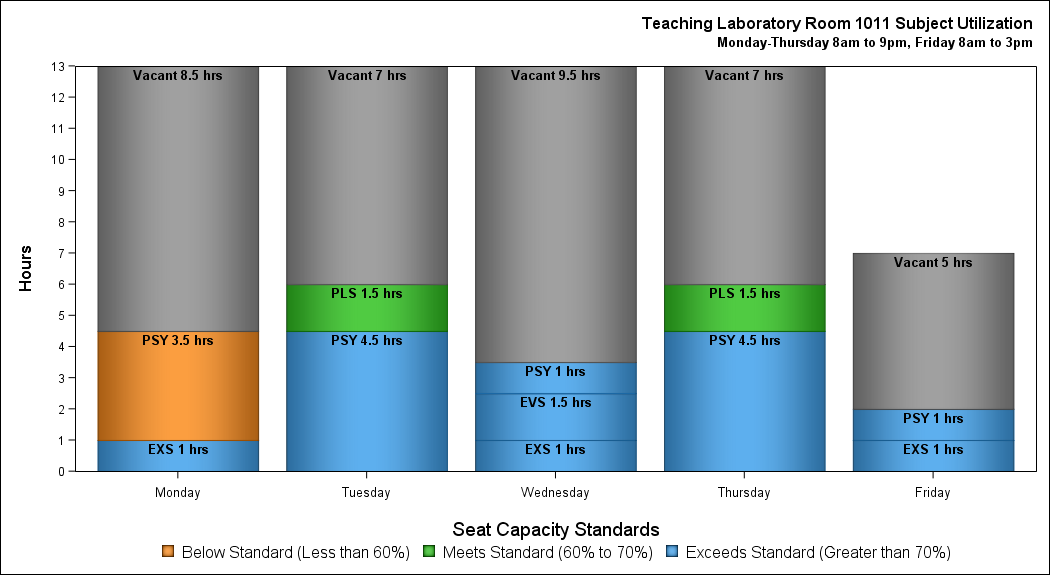 Teaching Laboratory Room 1011 Subject Utilization
Monday-Thursday 8am to 9pm, Friday 8am to 3pm
Hours
13
12
11
10
9
8
7
6
5
4
3
2
1
0
Vacant 8.5 hrs
PSY 3.5 hrs
EXS 1 hrs
Vacant 7 hrs
PLS 1.5 hrs
PSY 4.5 hrs
Vacant 9.5 hrs
PSY 1 hrs
EVS 1.5 hrs
EXS 1 hrs
Vacant 7 hrs
PLS 1.5 hrs
PSY 4.5 hrs
Vacant 5 hrs
PSY 1 hrs
EXS 1 hrs
Monday Tuesday Wednesday Thursday Friday
Seat Capacity Standards
Below Standard (Less than 60%) Meets Standard (60% to 70%) Exceeds Standard (Greater than 70%)